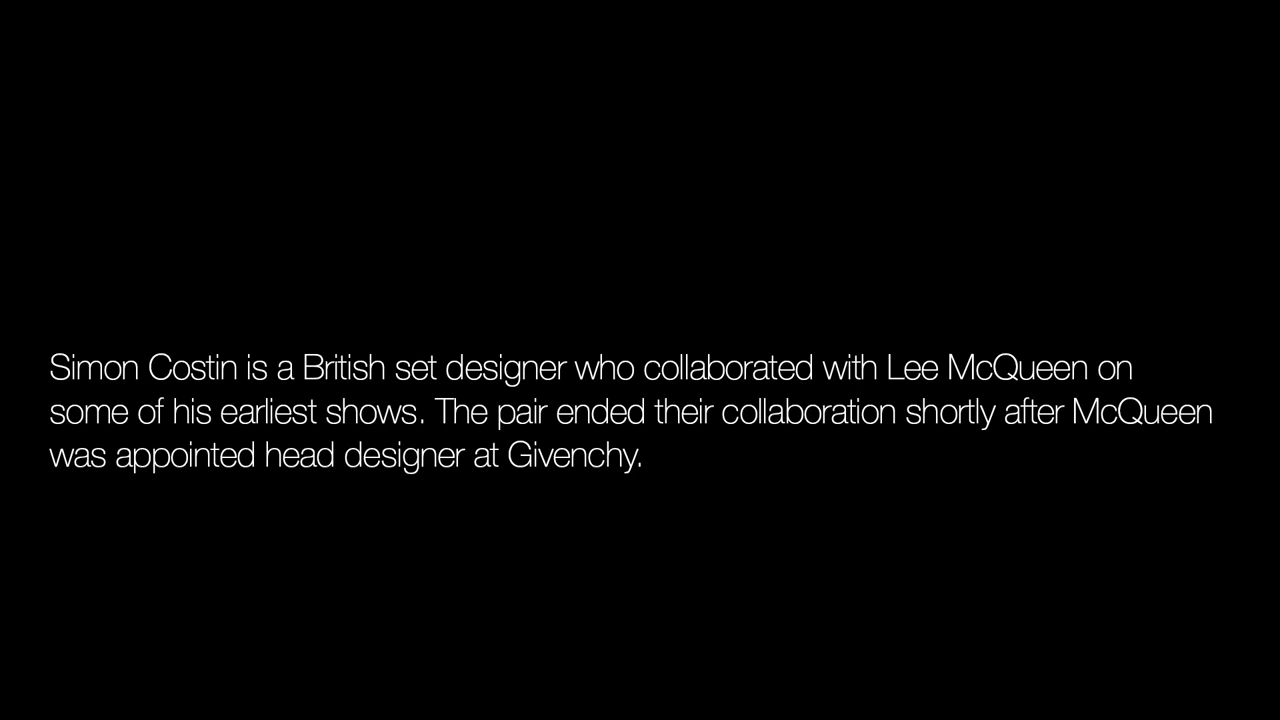 Simon Costin is a British set designer who collaborated with Lee McQueen on
some of his earliest shows. The pair ended their collaboration shortly after McQueen
was appointed head designer at Givenchy.